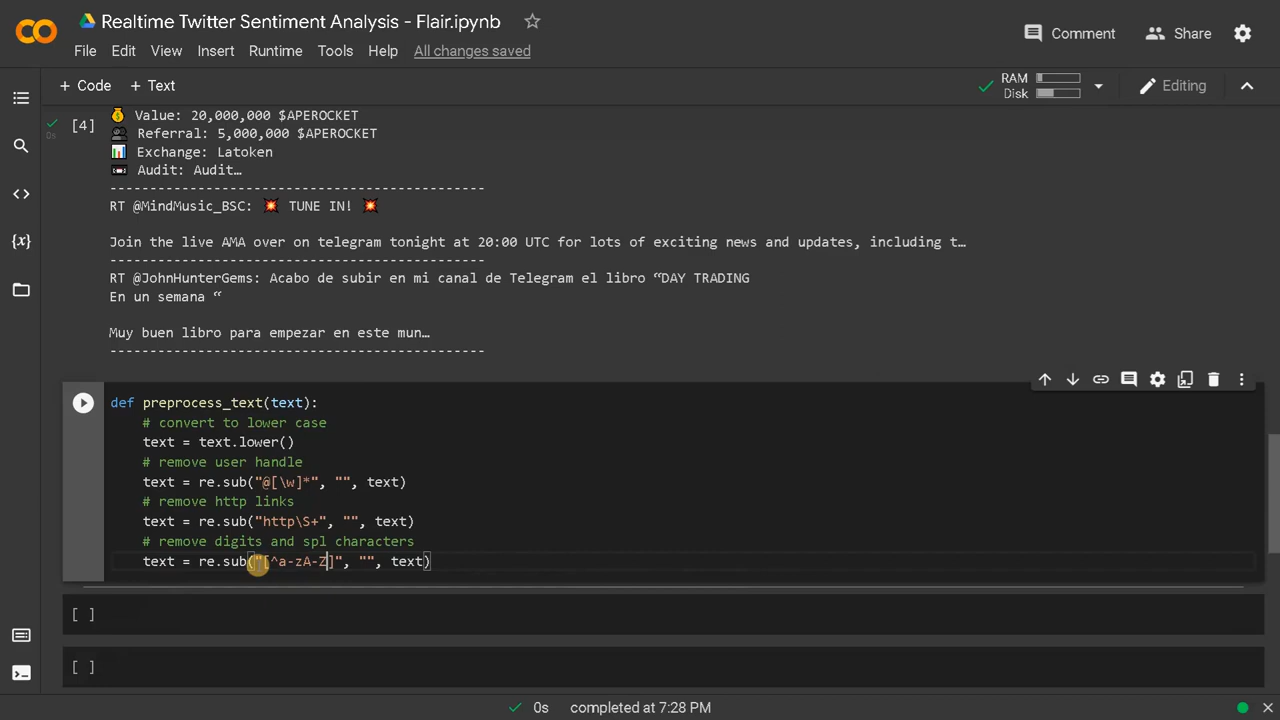 Realtime Twitter Sentiment Analysis - Flair.ipynb
Comment
Share
File Edit View Insert Runtime Tools Help All changes saved
+ Code + Text
RAM
Disk
Editing
[4]
0s
Value: 20,000,000 $APEROCKET
Referral: 5,000,000 $APEROCKET
Exchange: Latoken
Audit: Audit…
-----------------------------------------------
RT @MindMusic_BSC: 💥 TUNE IN! 💥
Join the live AMA over on telegram tonight at 20:00 UTC for lots of exciting news and updates, including t…
-----------------------------------------------
RT @JohnHunterGems: Acabo de subir en mi canal de Telegram el libro “DAY TRADING
En un semana “
Muy buen libro para empezar en este mun…
-----------------------------------------------
def preprocess_text(text):
# convert to lower case
text = text.lower()
# remove user handle
text = re.sub("@[\w]*", "", text)
# remove http links
text = re.sub("http\S+", "", text)
# remove digits and spl characters
text = re.sub("[^a-zA-Z]", "", text)
[ ]
[ ]
0s completed at 7:28 PM